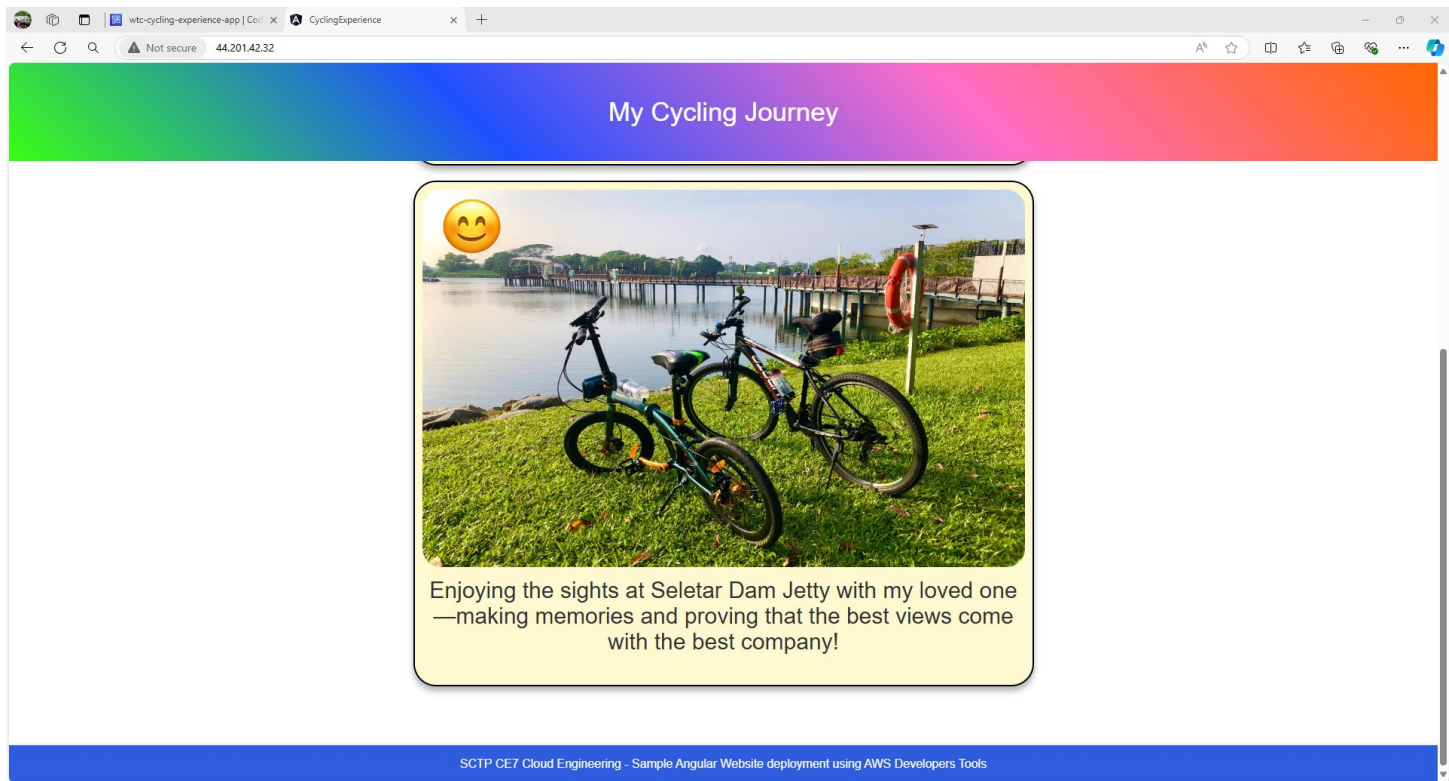 wtc-cycling-experience-app | Cod
CyclingExperience
Not secure
44.201.42.32
My Cycling Journey
Enjoying the sights at Seletar Dam Jetty with my loved one
—making memories and proving that the best views come
with the best company!
SCTP CE7 Cloud Engineering - Sample Angular Website deployment using AWS Developers Tools